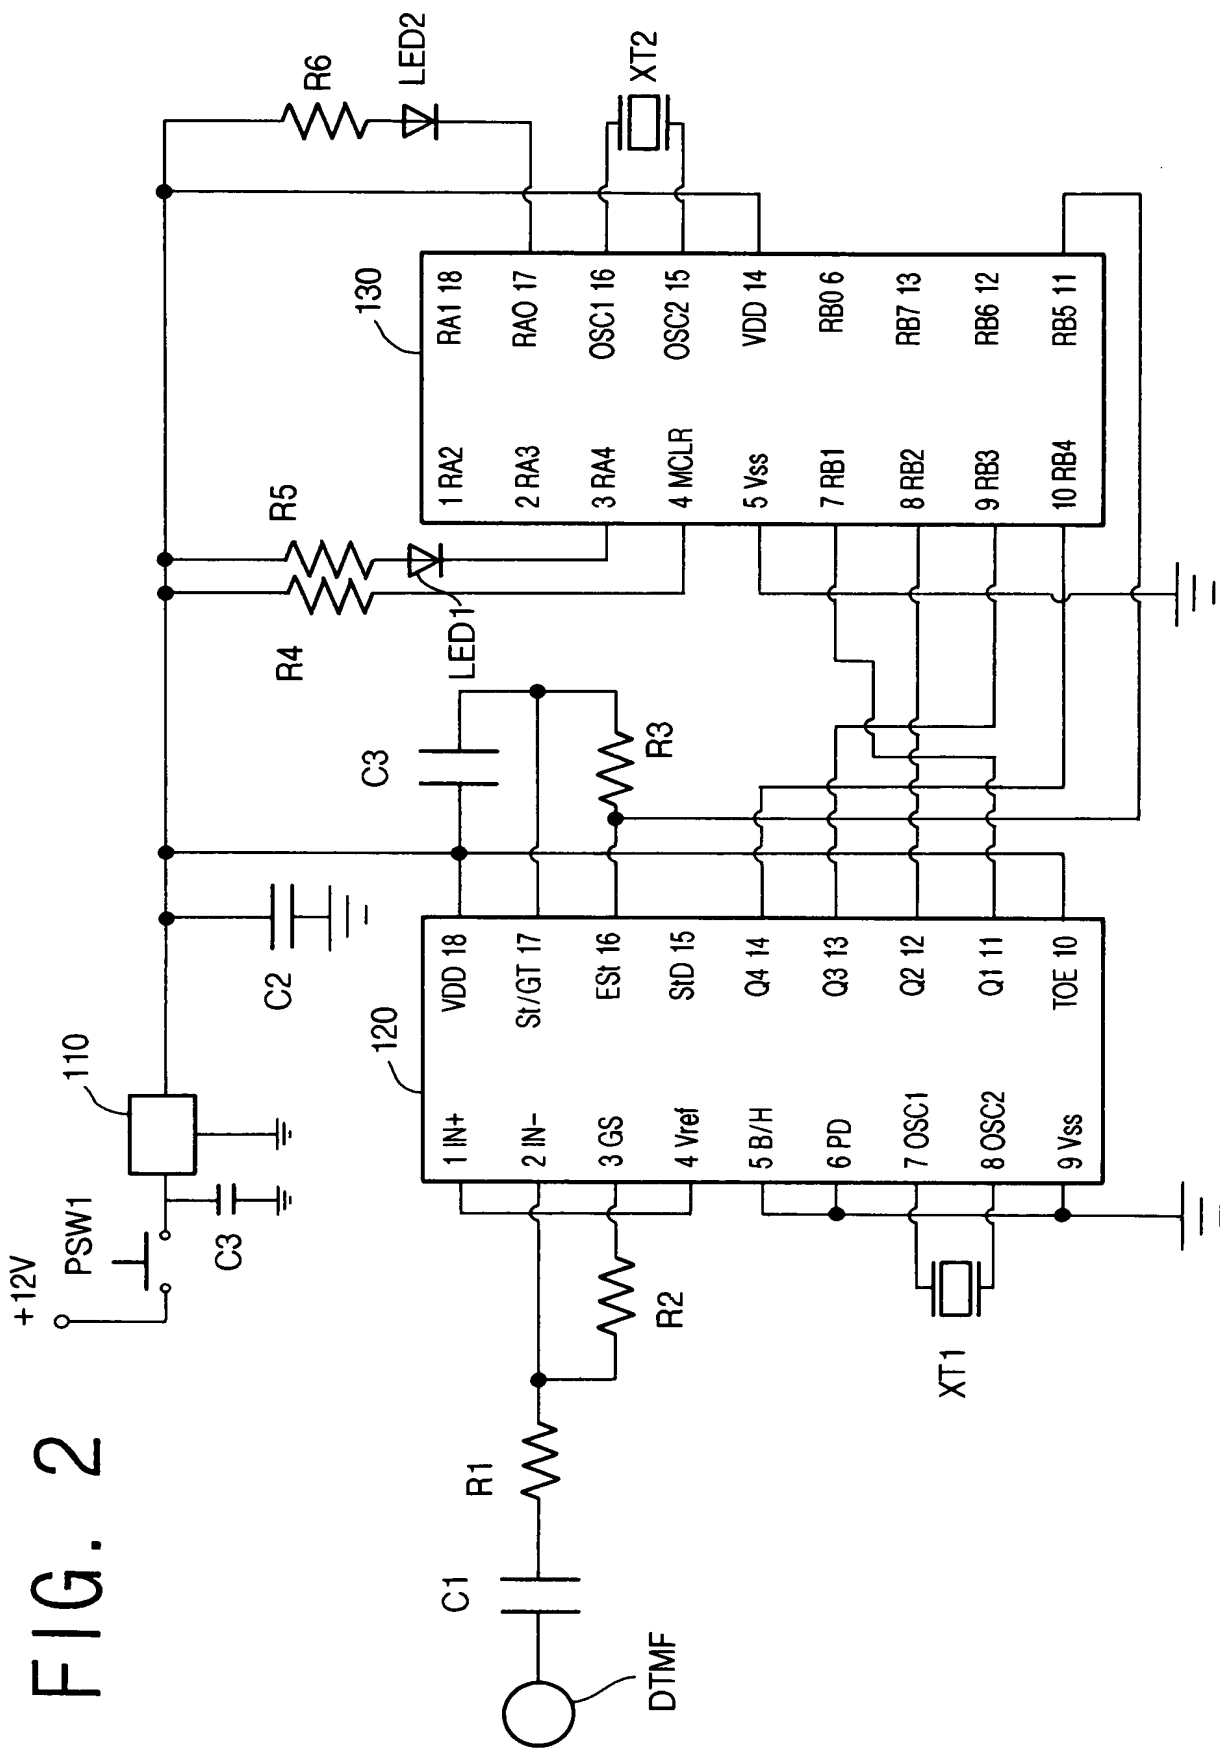 FIG. 2
+12V
PSW1
110
C3
C2
C3
R3
R4
R5
LED1
R6
LED2
XT2
120
1 IN+
2 IN-
3 GS
4 Vref
5 B/H
6 PD
7 OSC1
8 OSC2
9 Vss
VDD 18
St/GT 17
ESt 16
StD 15
Q4 14
Q3 13
Q2 12
Q1 11
TOE 10
130
1 RA2
2 RA3
3 RA4
4 MCLR
5 Vss
7 RB1
8 RB2
9 RB3
10 RB4
RA1 18
RA0 17
OSC1 16
OSC2 15
VDD 14
RB0 6
RB7 13
RB6 12
RB5 11
DTMF
C1
R1
R2
XT1